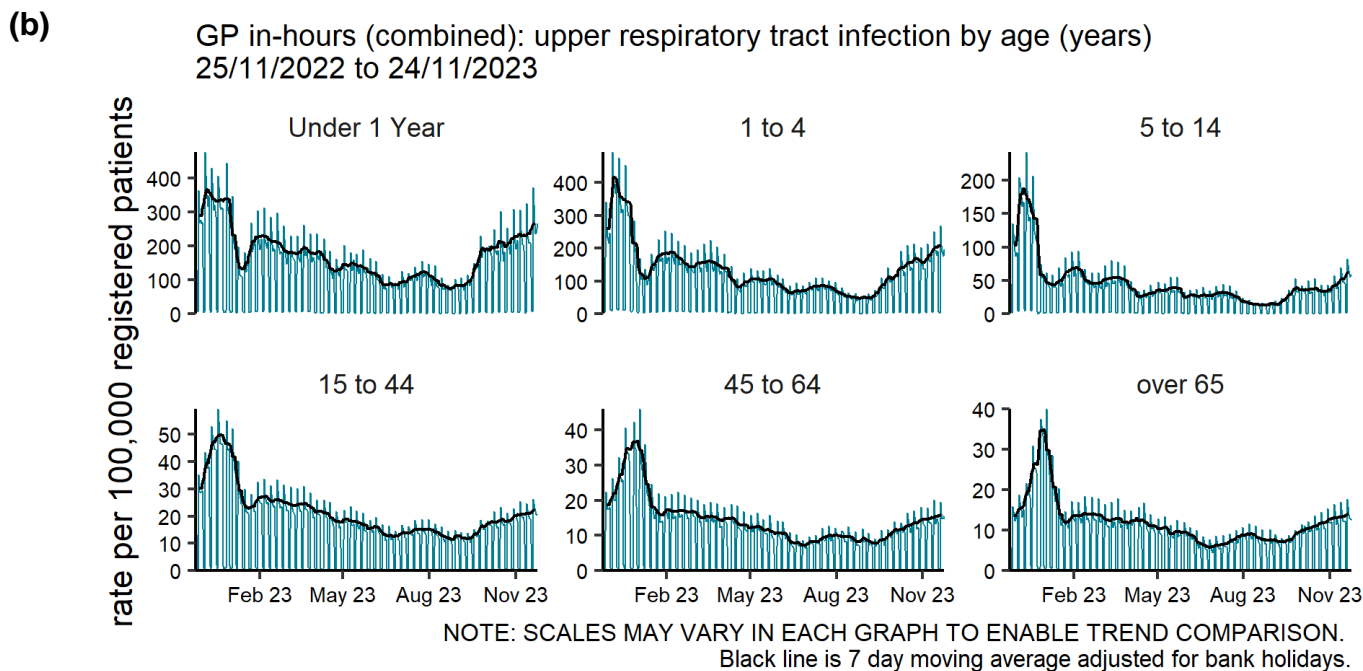 (b)
GP in-hours (combined): upper respiratory tract infection by age (years)
25/11/2022 to 24/11/2023
rate per 100,000 registered patients
Under 1 Year
400
300
200
100
0
1 to 4
400
300
200
100
0
5 to 14
200
150
100
50
0
15 to 44
50
40
30
20
10
0
Feb 23 May 23 Aug 23 Nov 23
45 to 64
40
30
20
10
0
Feb 23 May 23 Aug 23 Nov 23
over 65
40
30
20
10
0
Feb 23 May 23 Aug 23 Nov 23
NOTE: SCALES MAY VARY IN EACH GRAPH TO ENABLE TREND COMPARISON.
Black line is 7 day moving average adjusted for bank holidays.